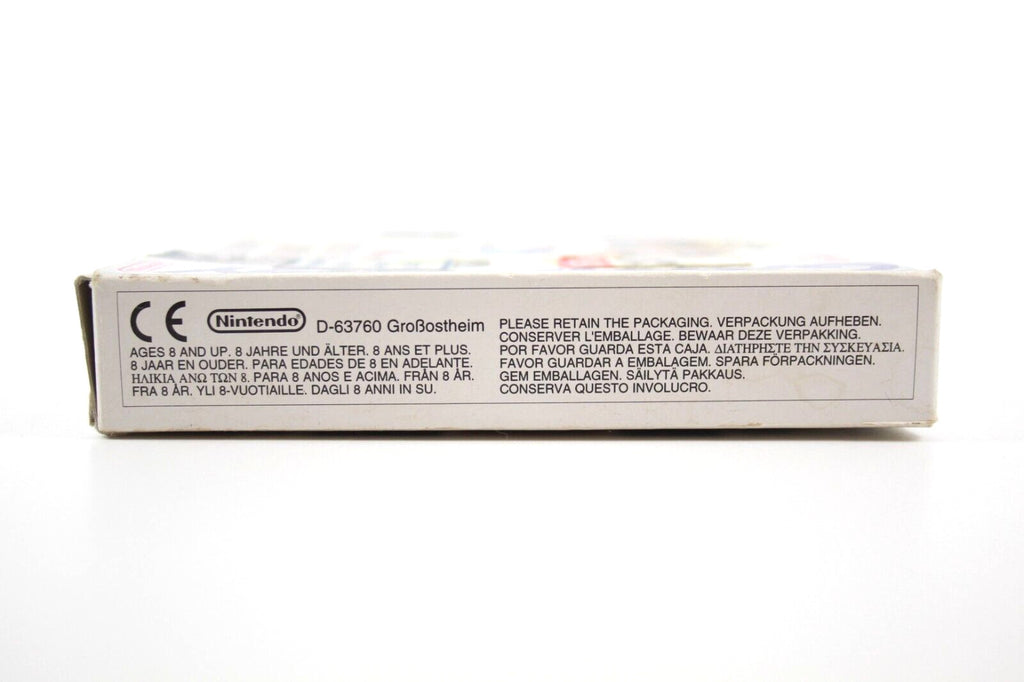 CE Nintendo® D-63760 Großostheim
AGES 8 AND UP. 8 JAHRE UND ÄLTER. 8 ANS ET PLUS.
8 JAAR EN OUDER. PARA EDADES DE 8 EN ADELANTE.
ΗΛΙΚΙΑ ΑΝΩ ΤΩΝ 8. PARA 8 ANOS E ACIMA. FRÅN 8 ÅR.
FRA 8 ÅR. YLI 8-VUOTIAILLE. DAGLI 8 ANNI IN SU.
PLEASE RETAIN THE PACKAGING. VERPACKUNG AUFHEBEN.
CONSERVER L'EMBALLAGE. BEWAAR DEZE VERPAKKING.
POR FAVOR GUARDA ESTA CAJA. ΔΙΑΤΗΡΗΣΤΕ ΤΗΝ ΣΥΣΚΕΥΑΣΙΑ.
FAVOR GUARDAR A EMBALAGEM. SPARA FÖRPACKNINGEN.
GEM EMBALLAGEN. SÄILYTÄ PAKKAUS.
CONSERVA QUESTO INVOLUCRO.